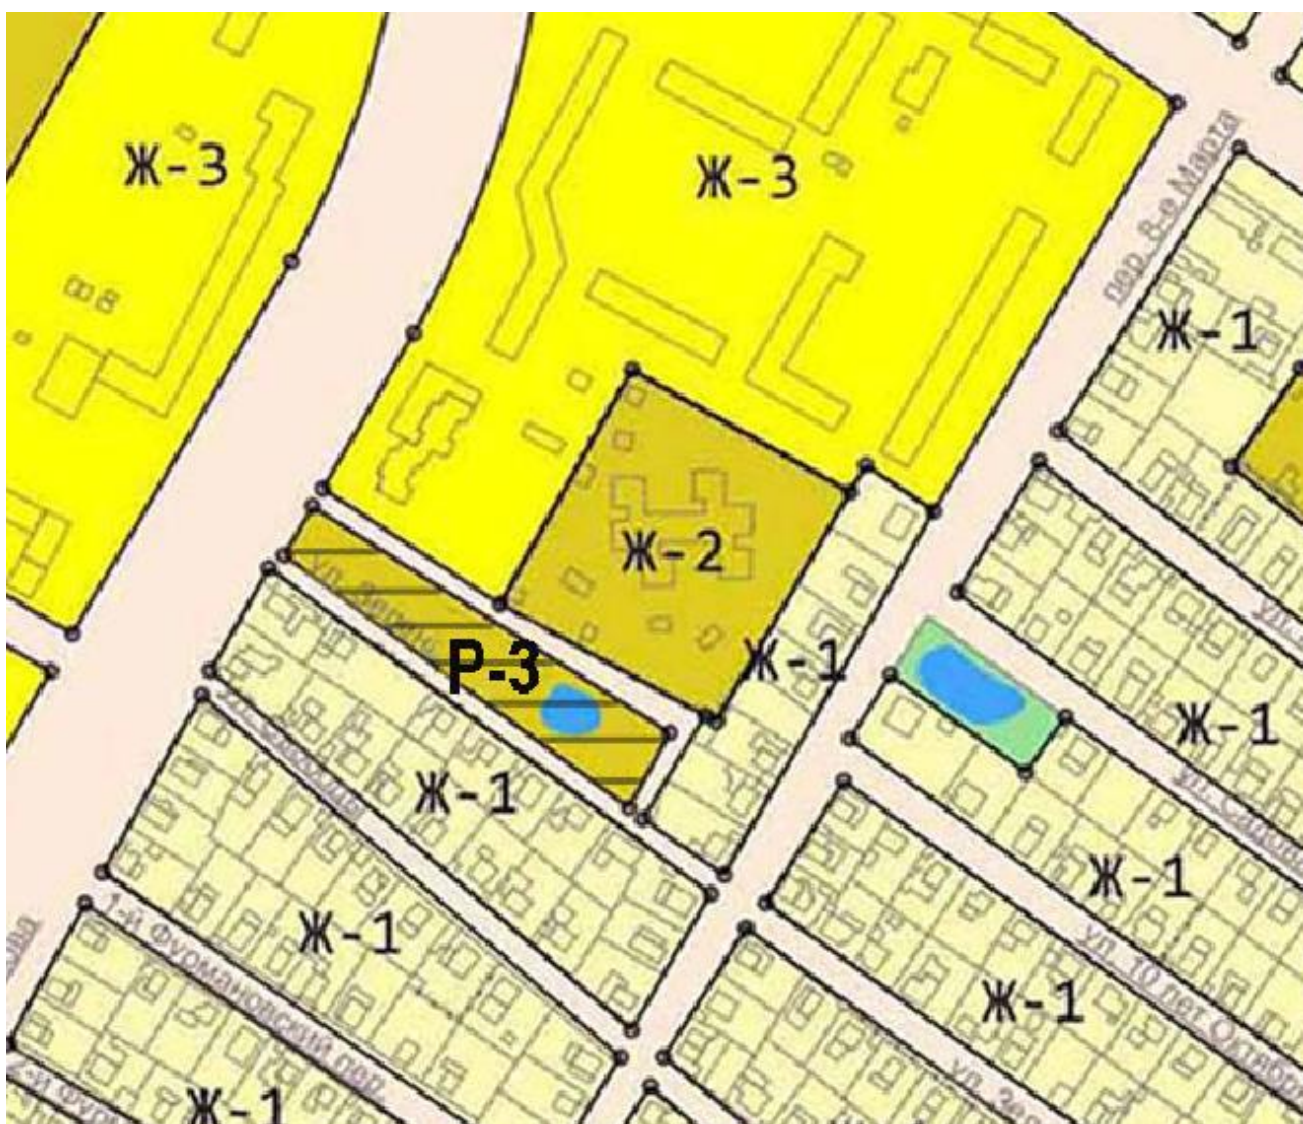 Ж-3
Ж-3
пер. 8-е Марта
Ж-1
Ж-2
Р-3
Ж-1
Ж-1
Ж-1
Ж-1
Ж-1
Ж-1
1-й Фурмановский пер.
ул. 10 лет Октября
Ж-1